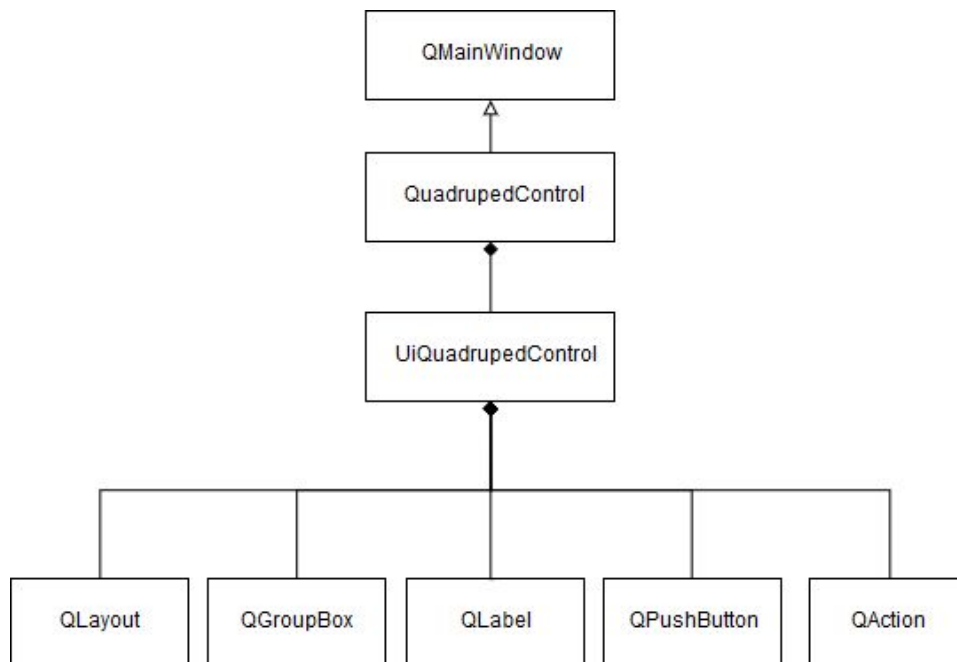 QMainWindow
QuadrupedControl
UiQuadrupedControl
QLayout
QGroupBox
QLabel
QPushButton
QAction